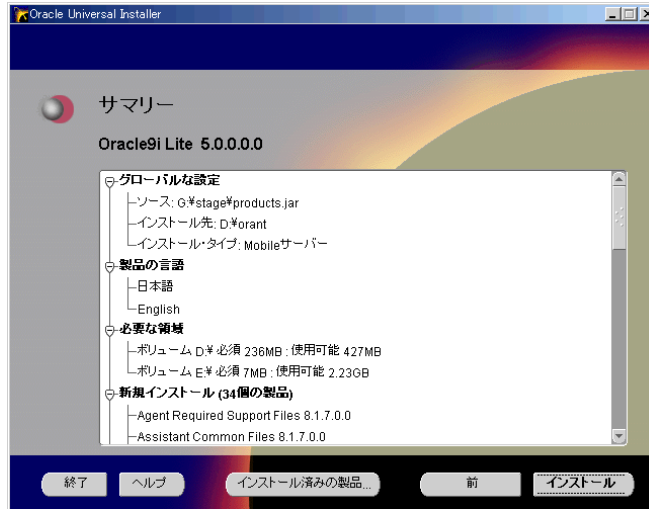 Oracle Universal Installer
サマリー
Oracle9i Lite 5.0.0.0.0
グローバルな設定
ソース: G:¥stage¥products.jar
インストール先: D:¥orant
インストール・タイプ: Mobileサーバー
製品の言語
日本語
English
必要な領域
ボリューム D:¥ 必須 236MB : 使用可能 427MB
ボリューム E:¥ 必須 7MB : 使用可能 2.23GB
新規インストール (34個の製品)
Agent Required Support Files 8.1.7.0.0
Assistant Common Files 8.1.7.0.0
終了 ヘルプ インストール済みの製品... 前 インストール